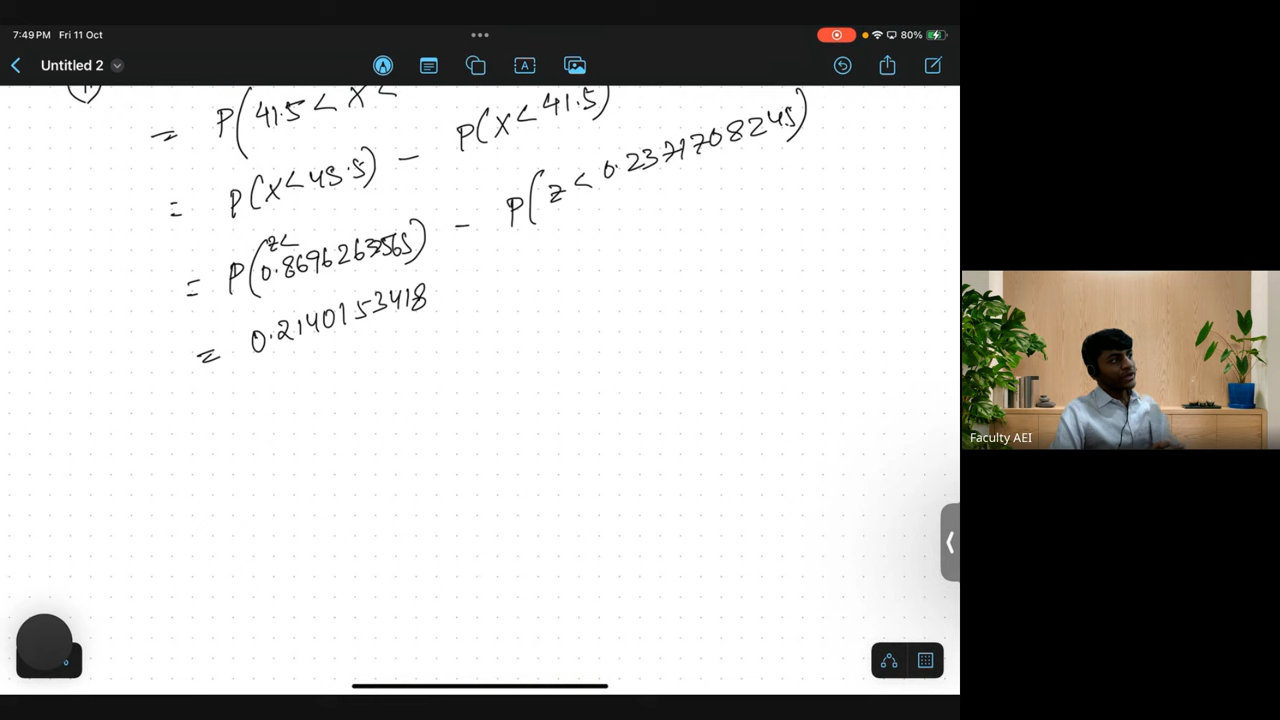 7:49 PM Fri 11 Oct
80%
Untitled 2
A
= P(41.5 < X <
= P(X < 45.5) - P(X < 41.5)
= P(z < 0.8696263565) - P(z < 0.2371708245)
= 0.2140153418
Faculty AEI